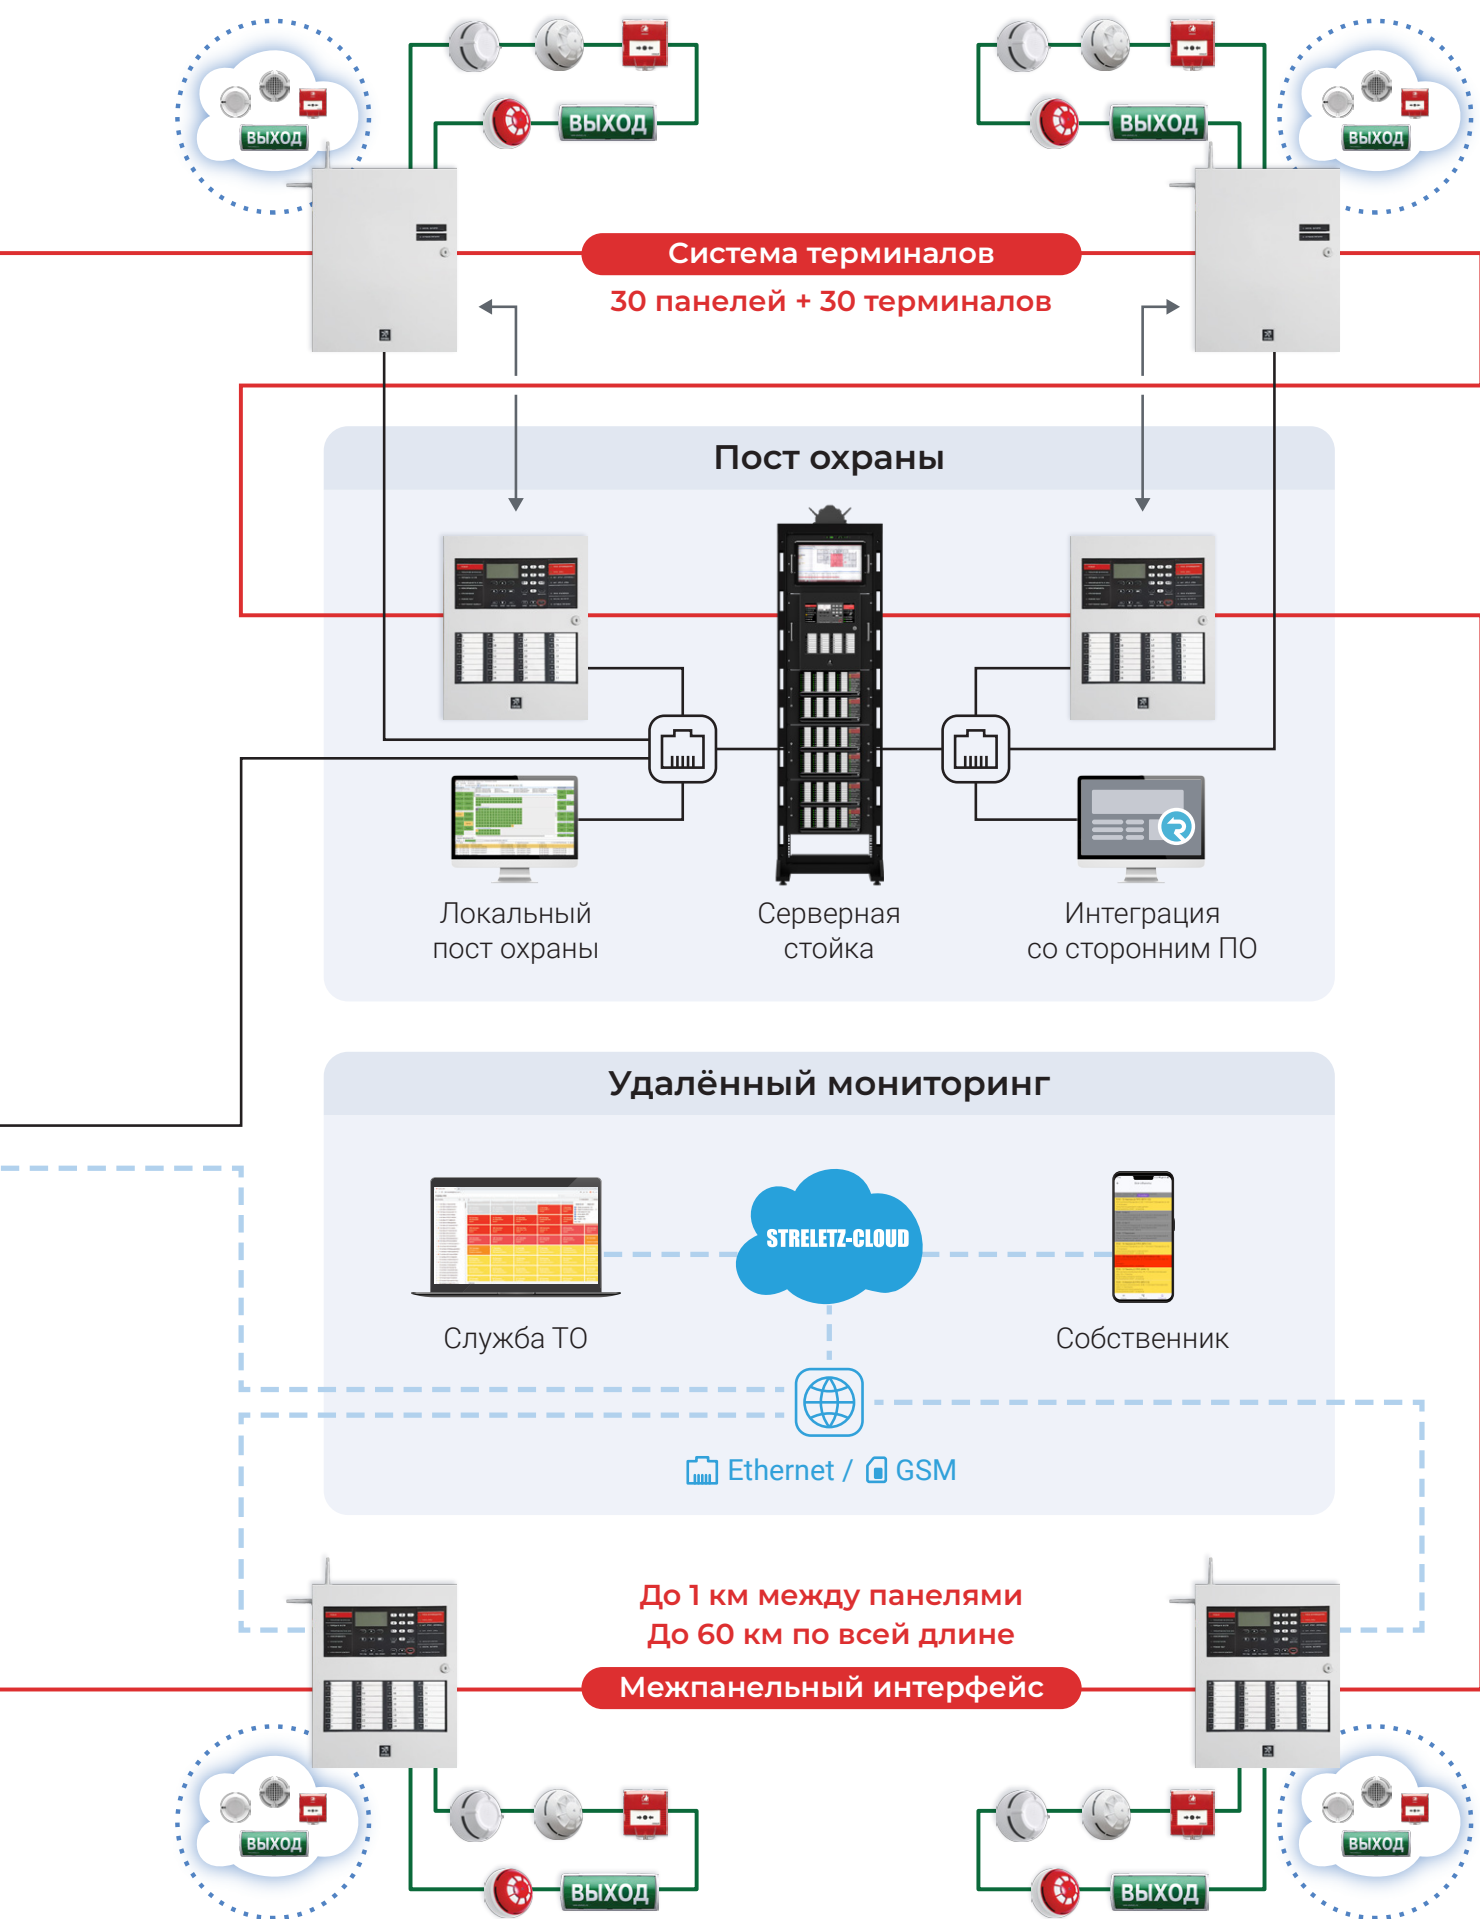 ВЫХОД
ВЫХОД
ВЫХОД
ВЫХОД
Система терминалов
30 панелей + 30 терминалов
Пост охраны
Локальный
пост охраны
Серверная
стойка
Интеграция
со сторонним ПО
Удалённый мониторинг
STRELETZ-CLOUD
Служба ТО
Собственник
Ethernet / GSM
До 1 км между панелями
До 60 км по всей длине
Межпанельный интерфейс
ВЫХОД
ВЫХОД
ВЫХОД
ВЫХОД